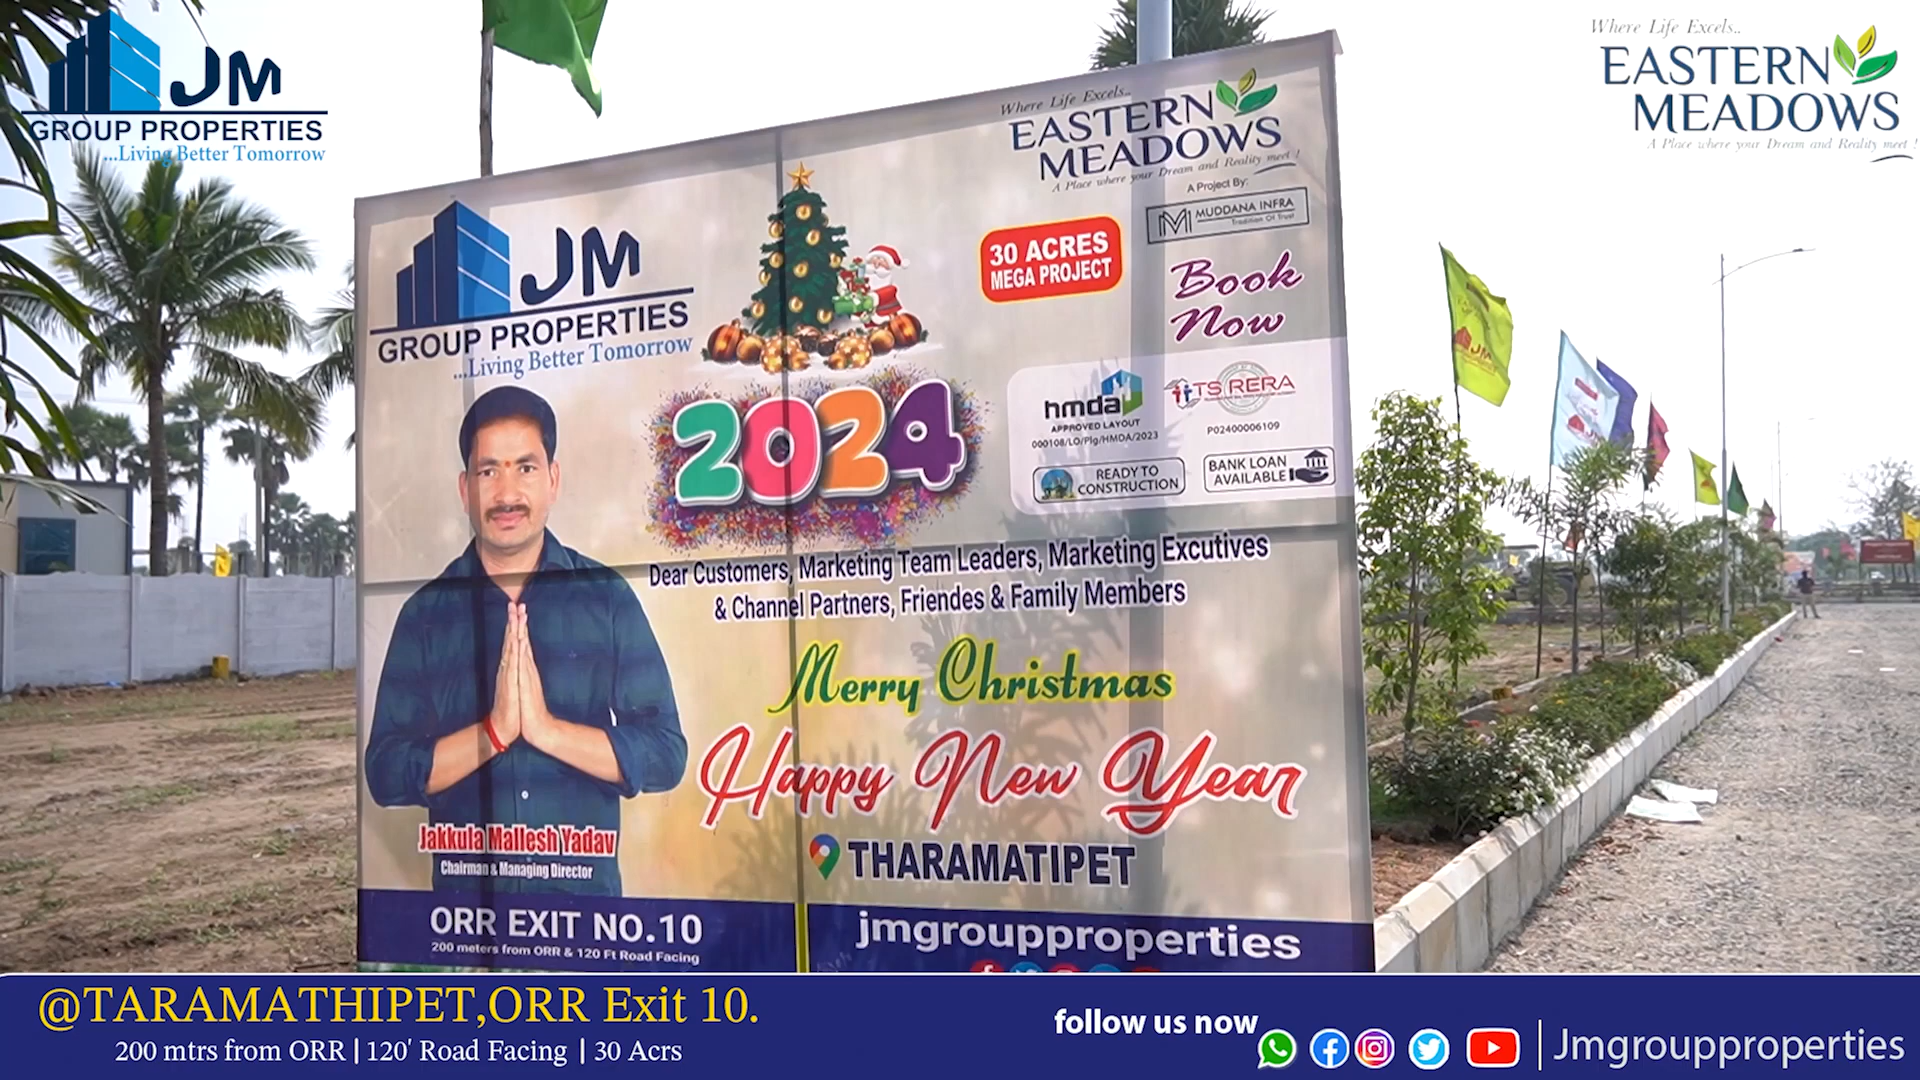 JM
GROUP PROPERTIES
...Living Better Tomorrow
Where Life Excels..
EASTERN
MEADOWS
A Place where your Dream and Reality meet !
JM
GROUP PROPERTIES
...Living Better Tomorrow
Where Life Excels..
EASTERN
MEADOWS
A Place where your Dream and Reality meet !
A Project By:
MUDDANA INFRA
Tradition Of Trust
30 ACRES
MEGA PROJECT
Book
Now
hmda
APPROVED LAYOUT
000108/LO/Plg/HMDA/2023
TS RERA
P02400006109
READY TO
CONSTRUCTION
BANK LOAN
AVAILABLE
2024
Dear Customers, Marketing Team Leaders, Marketing Excutives
& Channel Partners, Friendes & Family Members
Merry Christmas
Happy New Year
THARAMATIPET
Jakkula Mallesh Yadav
Chairman & Managing Director
ORR EXIT NO.10
200 meters from ORR & 120 Ft Road Facing
jmgroupproperties
JM
@TARAMATHIPET,ORR Exit 10.
200 mtrs from ORR | 120' Road Facing | 30 Acrs
follow us now
Jmgroupproperties